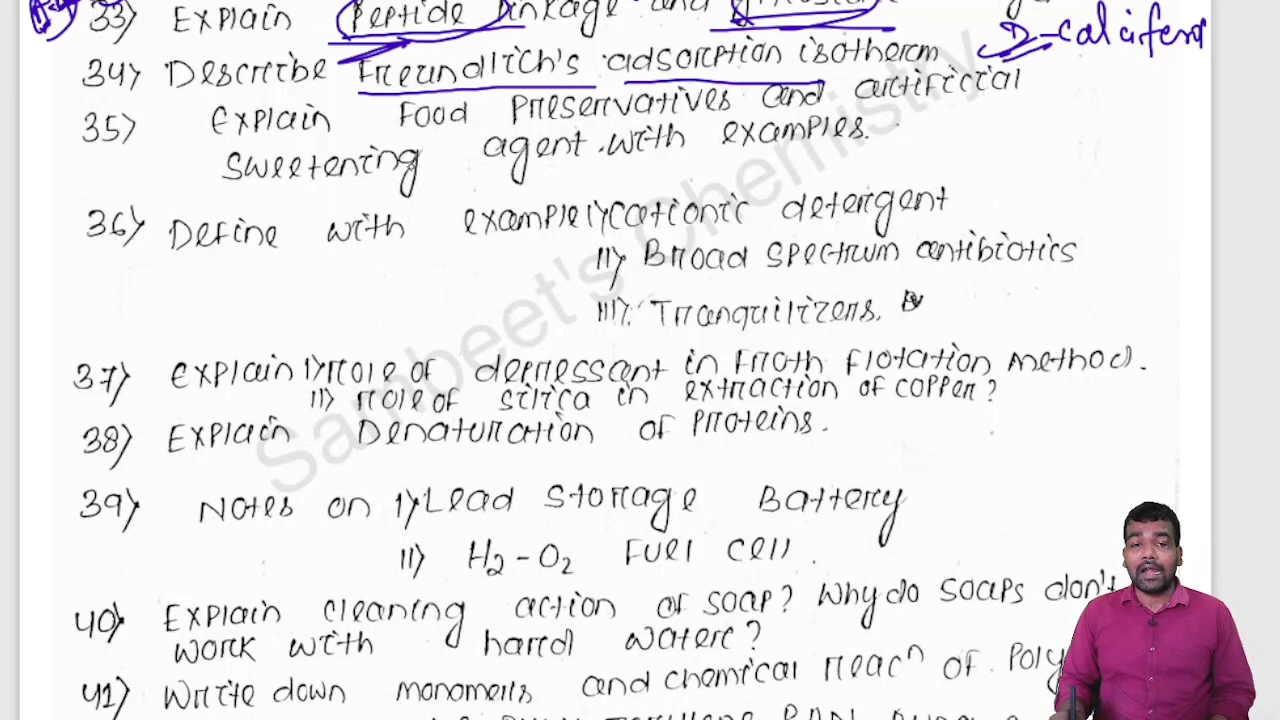 33) Explain Peptide linkage and
D-calciferol
34) Describe Freundlich's adsorption isotherm
35) Explain Food Preservatives and artificial
sweetening agent with examples.
36) Define with example i) cationic detergent
II) Broad spectrum antibiotics
III) Tranquilizers.
37) Explain I) role of depressant in Froth flotation method.
II) role of silica in extraction of copper?
38) Explain Denaturation of Proteins.
39) Notes on I) Lead Storage Battery
II) H2-O2 Fuel cell.
40) Explain cleaning action of soap? Why do soaps don't
work with hard water?
41) Write down monomers and chemical reacn of Poly
Sambeet's Chemistry